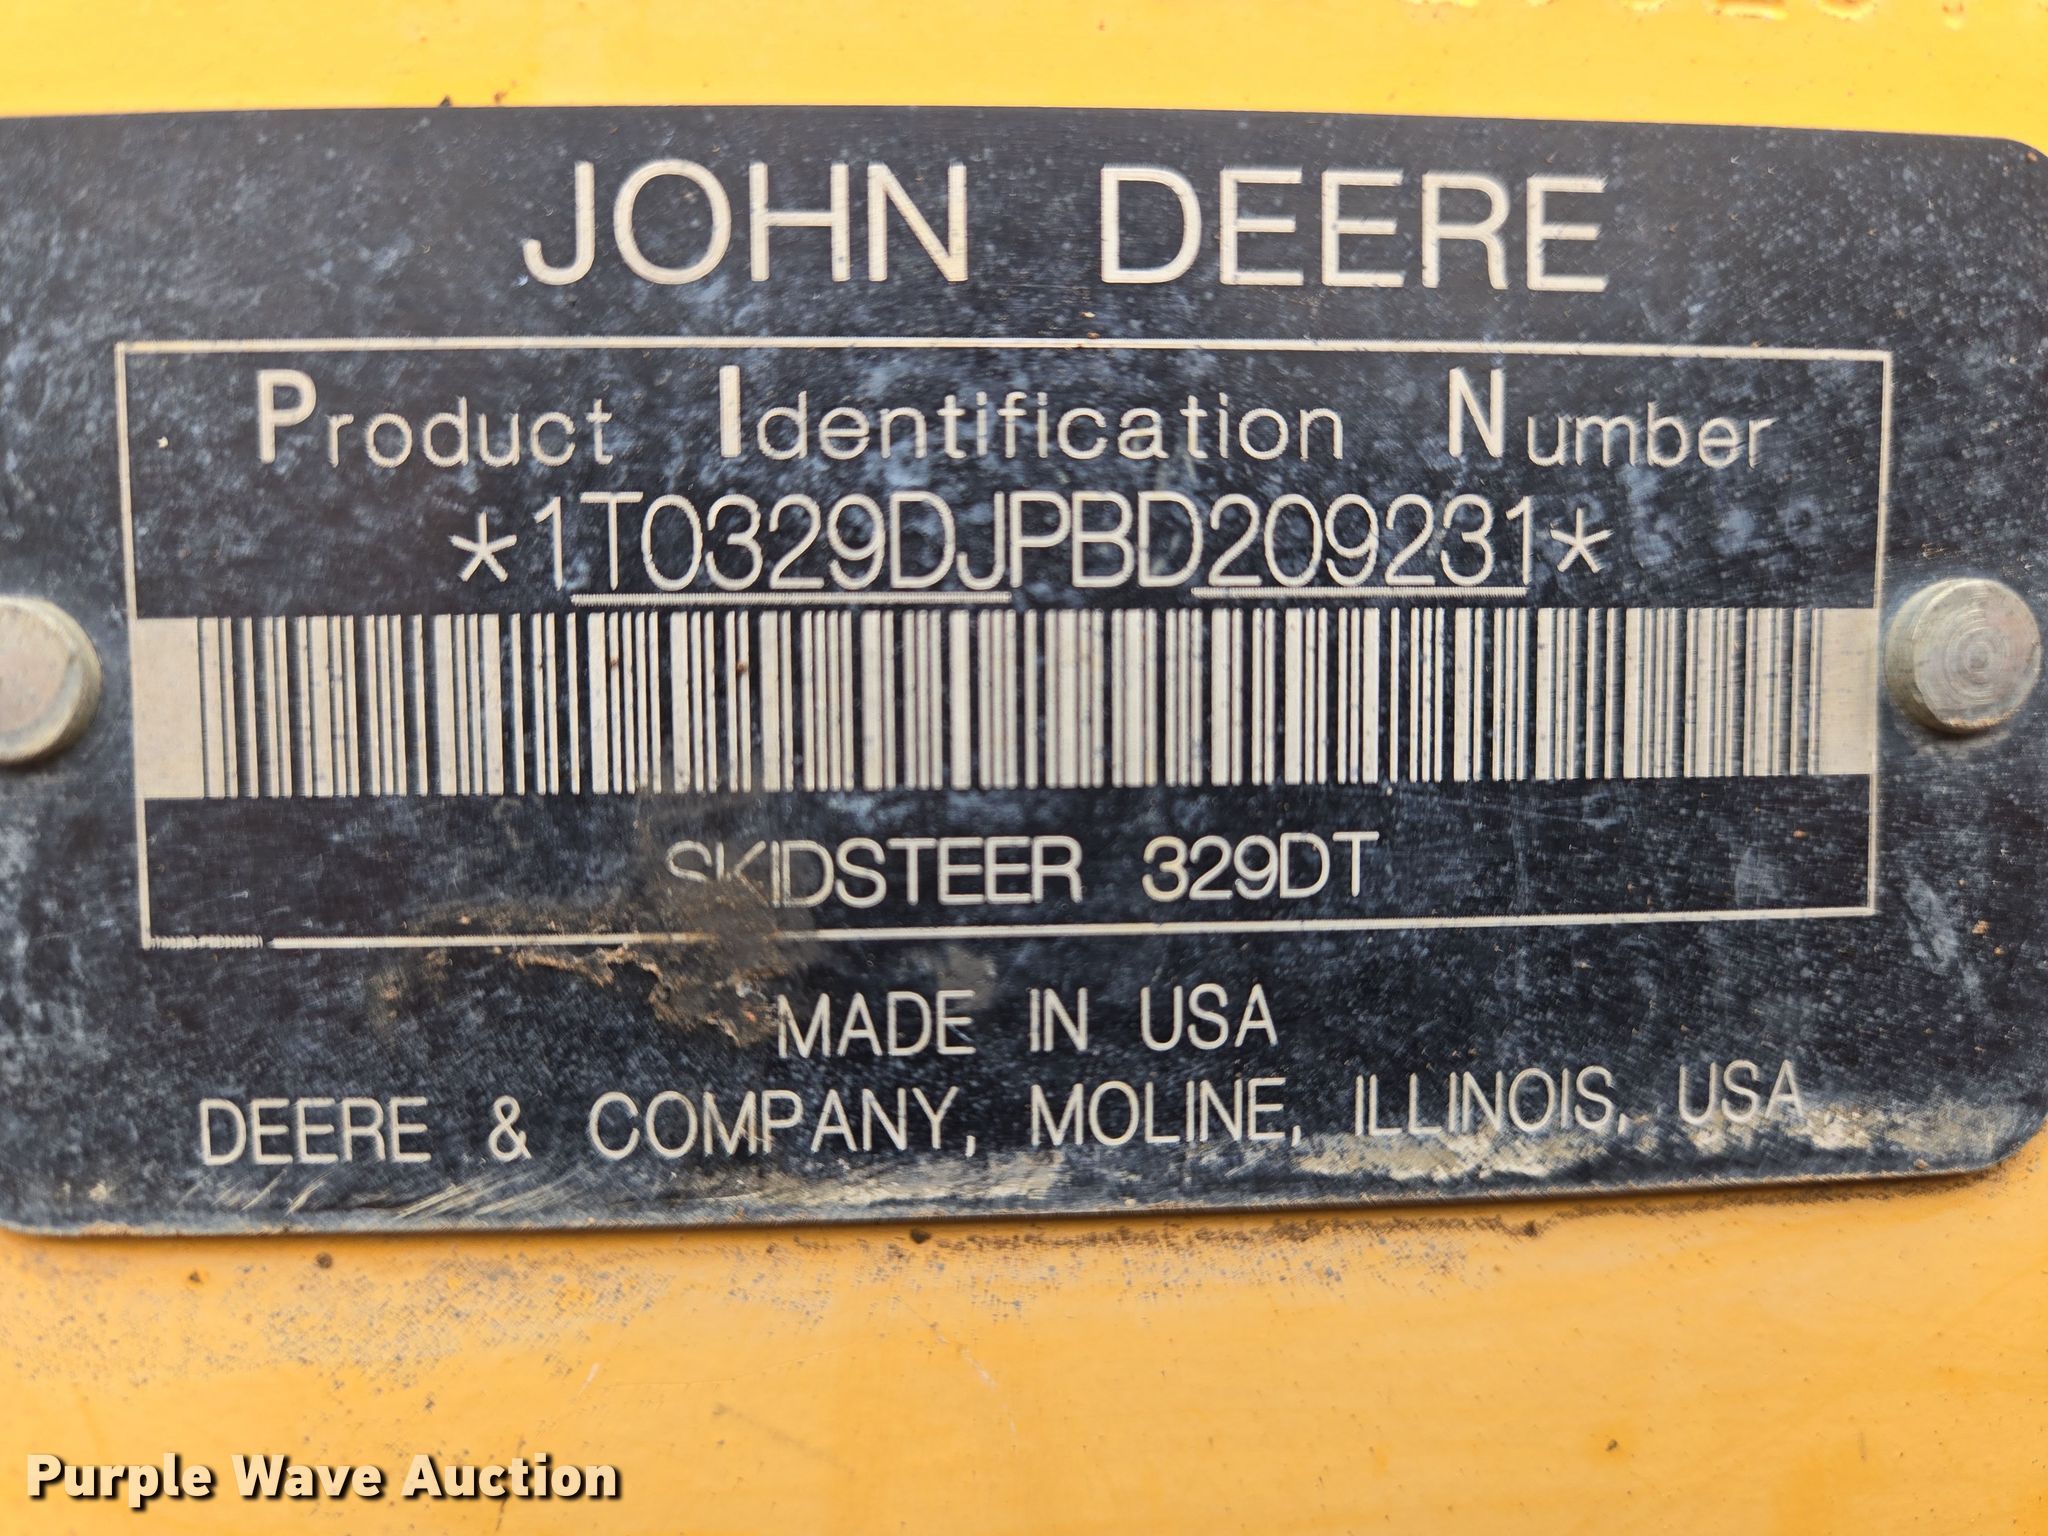 JOHN DEERE
Product Identification Number
*1T0329DJPBD209231*
SKIDSTEER 329DT
MADE IN USA
DEERE & COMPANY, MOLINE, ILLINOIS, USA
Purple Wave Auction